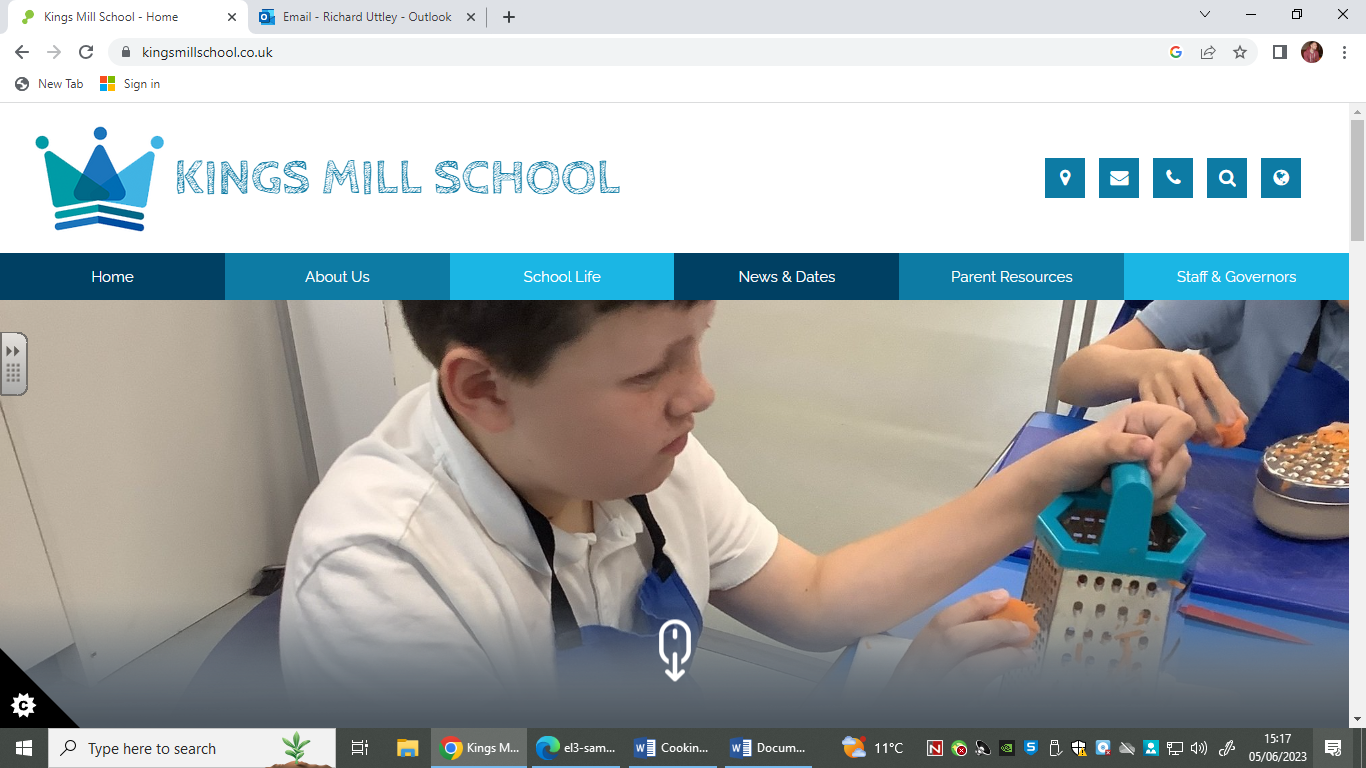 Kings Mill School - Home
Email - Richard Uttley - Outlook
kingsmillschool.co.uk
New Tab
Sign in
KINGS MILL SCHOOL
Home
About Us
School Life
News & Dates
Parent Resources
Staff & Governors
Type here to search
Kings M...
el3-sam...
Cookin...
Docum...
11°C
15:17
05/06/2023